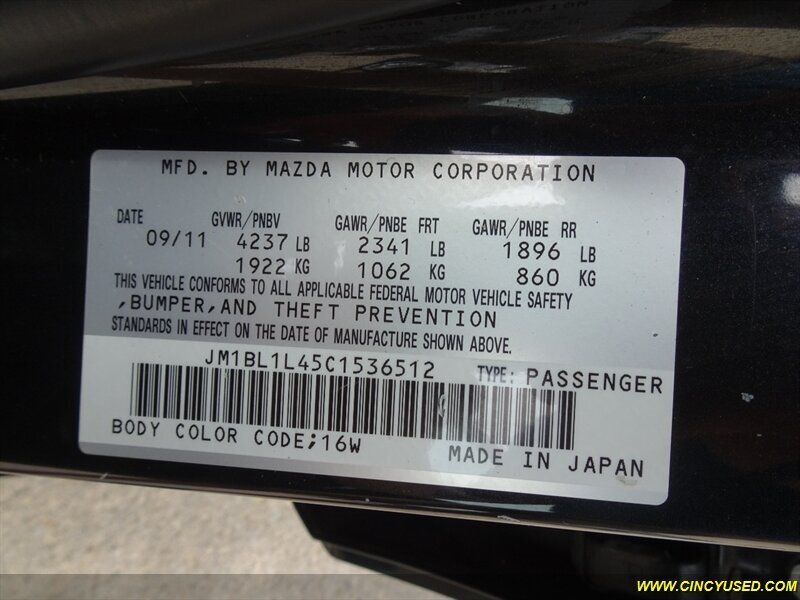 MFD. BY MAZDA MOTOR CORPORATION
DATE GVWR/PNBV GAWR/PNBE FRT GAWR/PNBE RR
09/11 4237 LB 2341 LB 1896 LB
1922 KG 1062 KG 860 KG
THIS VEHICLE CONFORMS TO ALL APPLICABLE FEDERAL MOTOR VEHICLE SAFETY
,BUMPER,AND THEFT PREVENTION
STANDARDS IN EFFECT ON THE DATE OF MANUFACTURE SHOWN ABOVE.
JM1BL1L45C1536512 TYPE: PASSENGER
BODY COLOR CODE;16W MADE IN JAPAN
WWW.CINCYUSED.COM